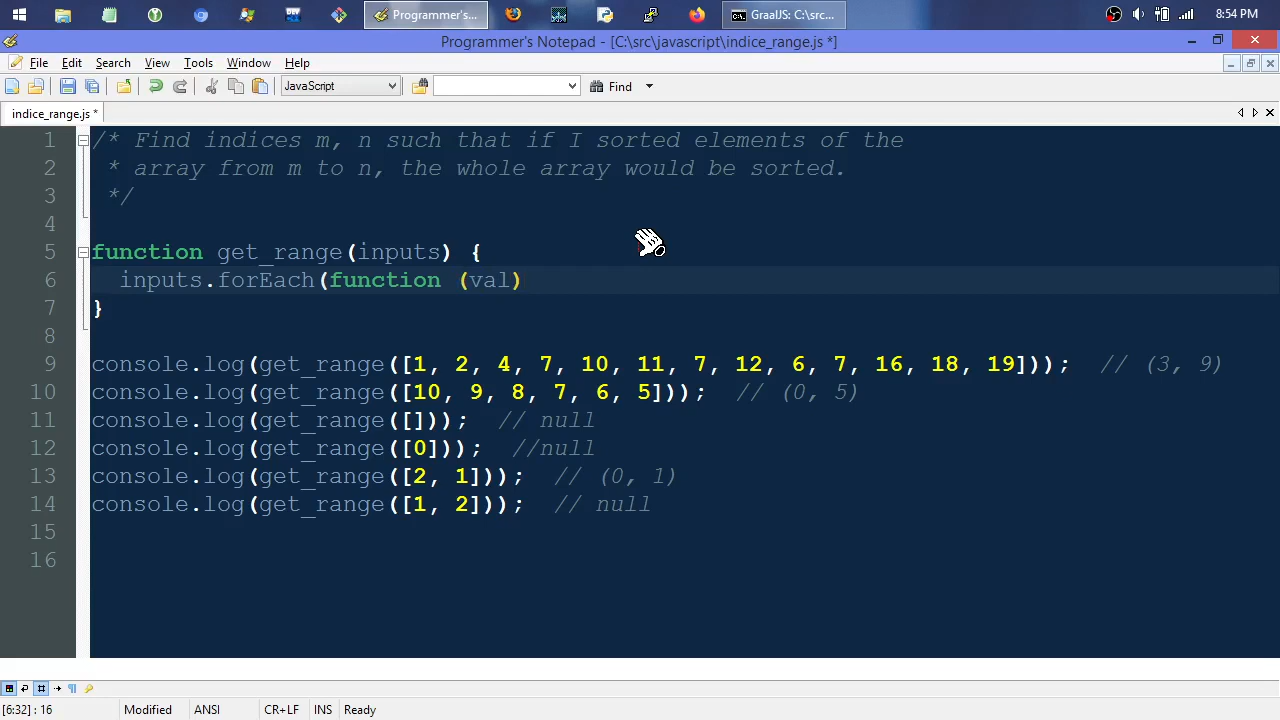 Programmer's...
GraalJS: C:\src...
8:54 PM
Programmer's Notepad - [C:\src\javascript\indice_range.js *]
File Edit Search View Tools Window Help
JavaScript Find
indice_range.js *
1 /* Find indices m, n such that if I sorted elements of the
2 * array from m to n, the whole array would be sorted.
3 */
4
5 function get_range(inputs) {
6 inputs.forEach(function (val)
7 }
8
9 console.log(get_range([1, 2, 4, 7, 10, 11, 7, 12, 6, 7, 16, 18, 19])); // (3, 9)
10 console.log(get_range([10, 9, 8, 7, 6, 5])); // (0, 5)
11 console.log(get_range([])); // null
12 console.log(get_range([0])); //null
13 console.log(get_range([2, 1])); // (0, 1)
14 console.log(get_range([1, 2])); // null
15
16
[6:32] : 16 Modified ANSI CR+LF INS Ready